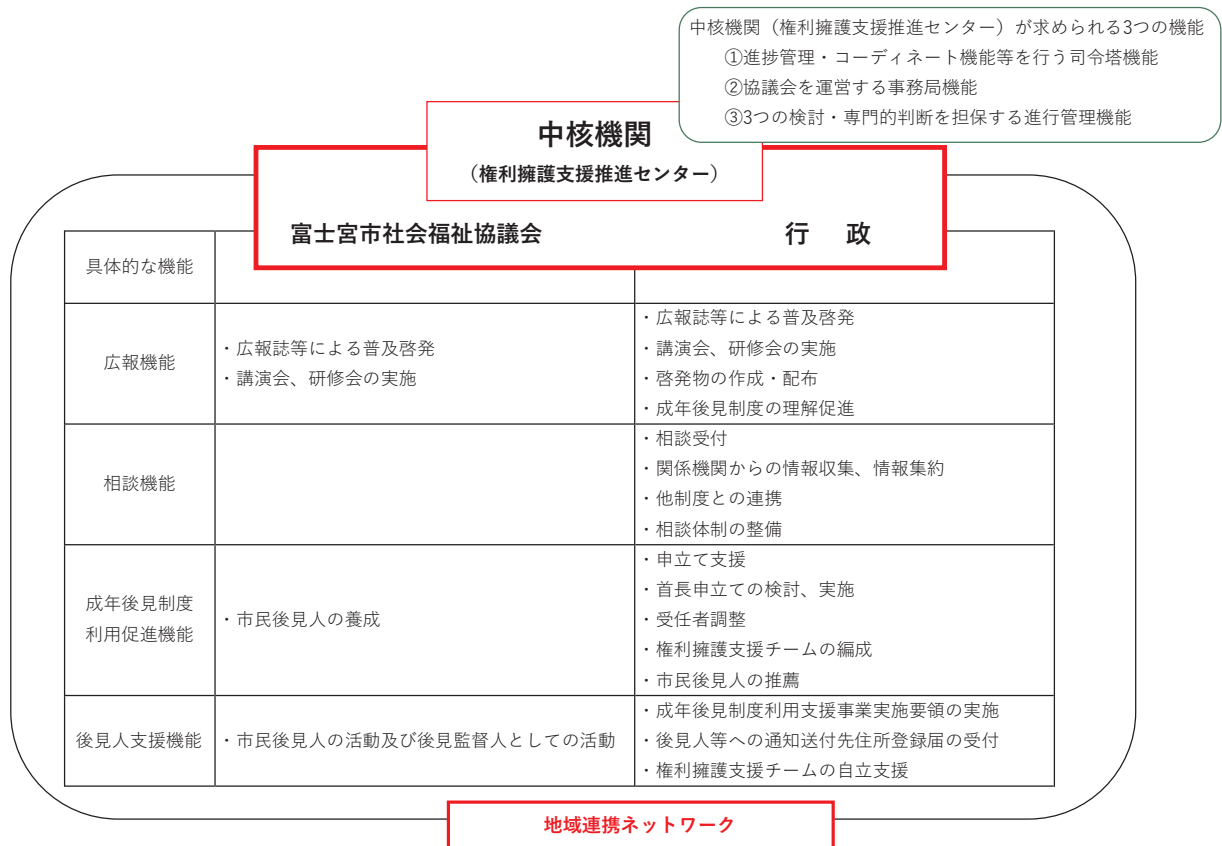 中核機関（権利擁護支援推進センター）が求められる3つの機能
①進捗管理・コーディネート機能等を行う司令塔機能
②協議会を運営する事務局機能
③3つの検討・専門的判断を担保する進行管理機能
中核機関
（権利擁護支援推進センター）
富士宮市社会福祉協議会
行　政
具体的な機能
広報機能
・広報誌等による普及啓発
・講演会、研修会の実施
・広報誌等による普及啓発
・講演会、研修会の実施
・啓発物の作成・配布
・成年後見制度の理解促進
相談機能
・相談受付
・関係機関からの情報収集、情報集約
・他制度との連携
・相談体制の整備
成年後見制度
利用促進機能
・市民後見人の養成
・申立て支援
・首長申立ての検討、実施
・受任者調整
・権利擁護支援チームの編成
・市民後見人の推薦
後見人支援機能
・市民後見人の活動及び後見監督人としての活動
・成年後見制度利用支援事業実施要領の実施
・後見人等への通知送付先住所登録届の受付
・権利擁護支援チームの自立支援
地域連携ネットワーク